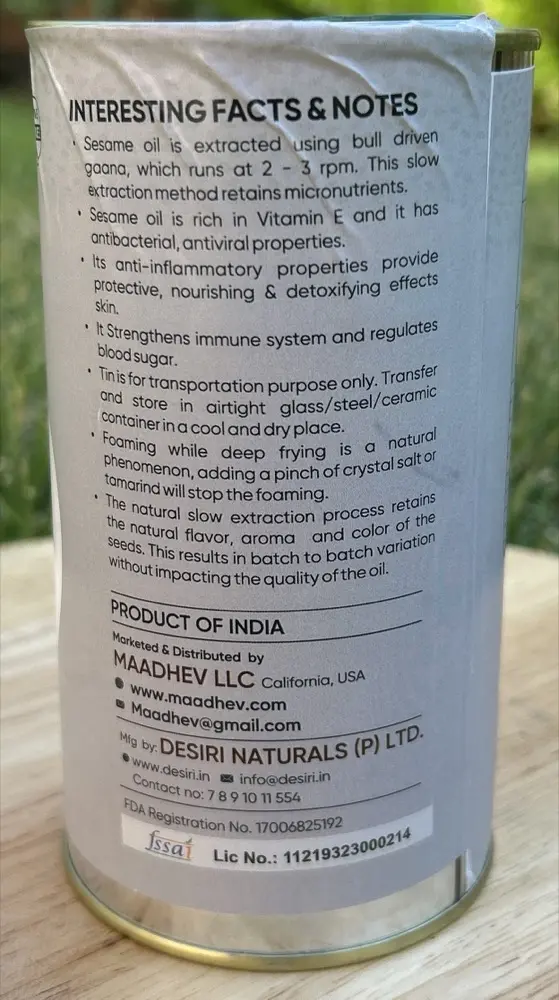 INTERESTING FACTS & NOTES
• Sesame oil is extracted using bull driven
gaana, which runs at 2 - 3 rpm. This slow
extraction method retains micronutrients.
• Sesame oil is rich in Vitamin E and it has
antibacterial, antiviral properties.
• Its anti-inflammatory properties provide
protective, nourishing & detoxifying effects
skin.
• It Strengthens immune system and regulates
blood sugar.
• Tin is for transportation purpose only. Transfer
and store in airtight glass/steel/ceramic
container in a cool and dry place.
• Foaming while deep frying is a natural
phenomenon, adding a pinch of crystal salt or
tamarind will stop the foaming.
• The natural slow extraction process retains
the natural flavor, aroma and color of the
seeds. This results in batch to batch variation
without impacting the quality of the oil.
PRODUCT OF INDIA
Marketed & Distributed by
MAADHEV LLC California, USA
www.maadhev.com
Maadhev@gmail.com
Mfg by: DESIRI NATURALS (P) LTD.
www.desiri.in info@desiri.in
Contact no: 7 8 9 10 11 554
FDA Registration No. 17006825192
fssai Lic No.: 11219323000214